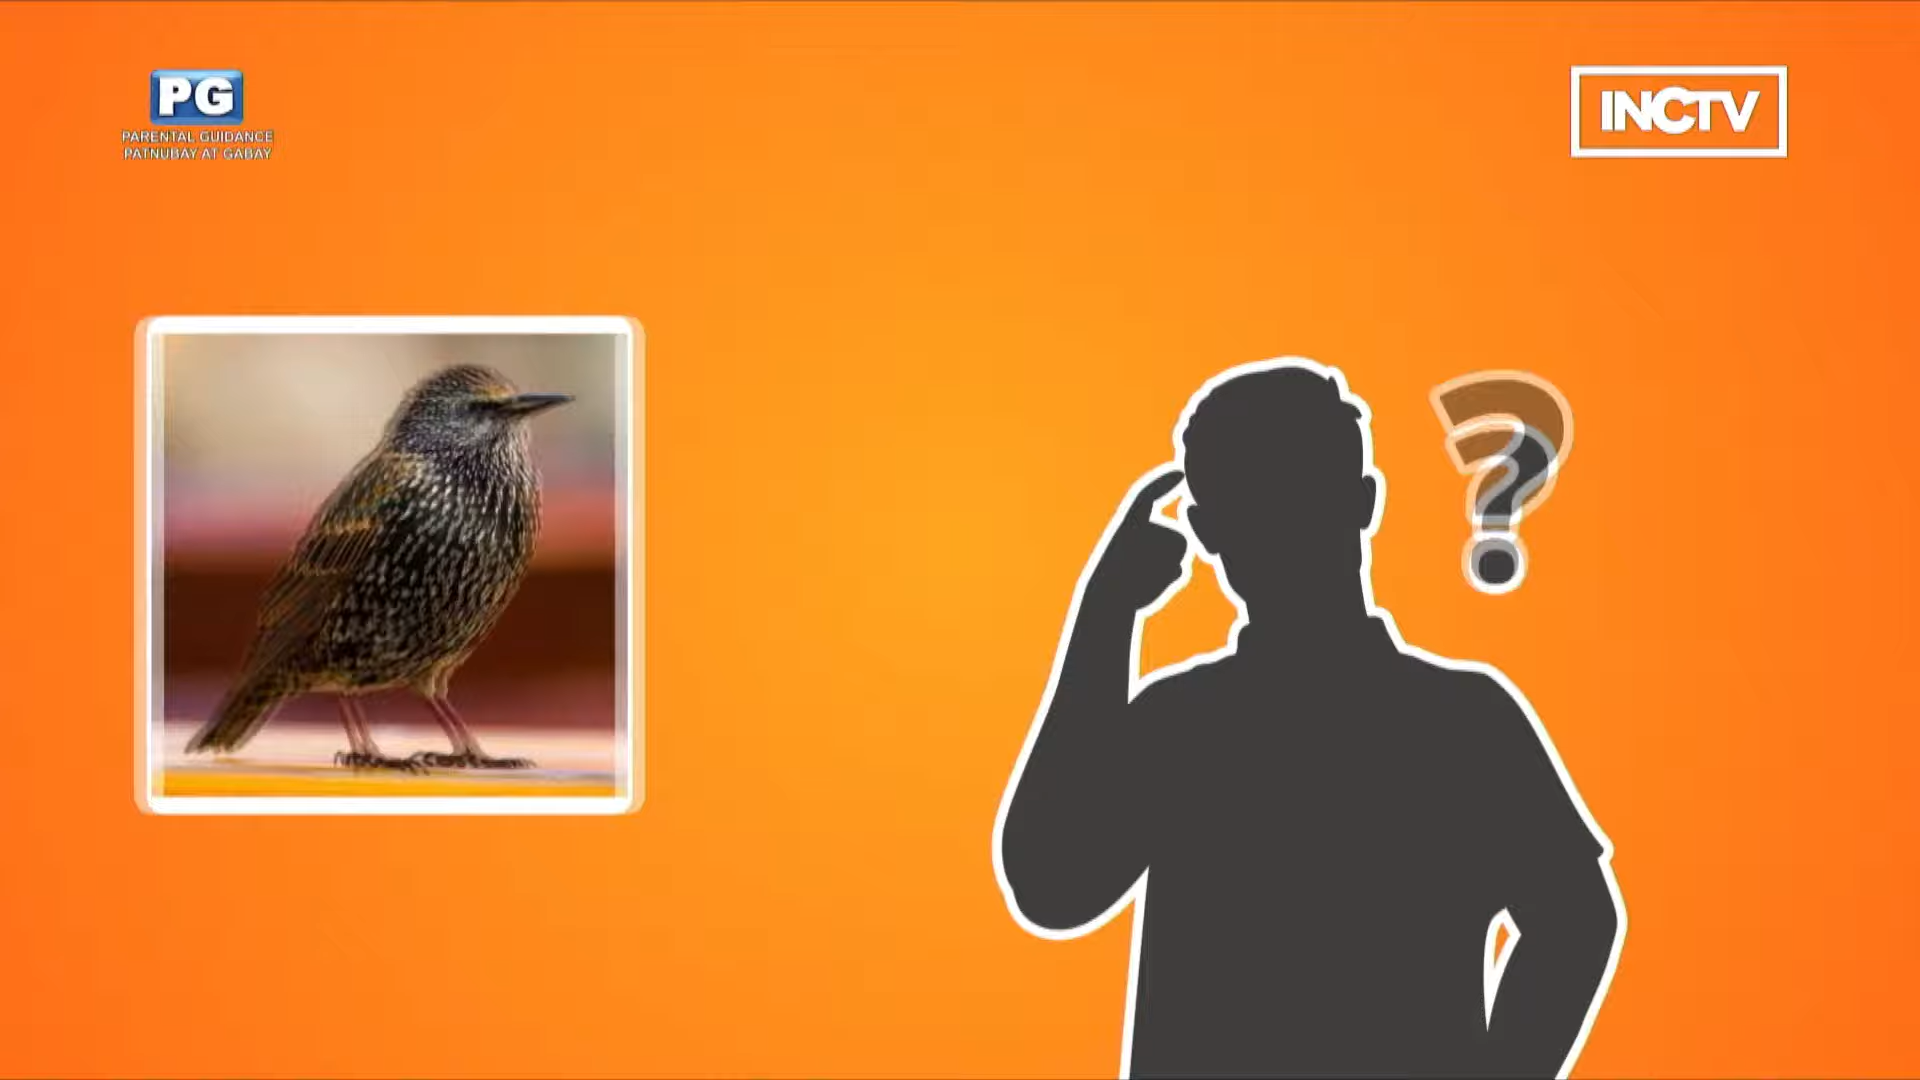 PG
PARENTAL GUIDANCE
PATNUBAY AT GABAY
INCTV
?